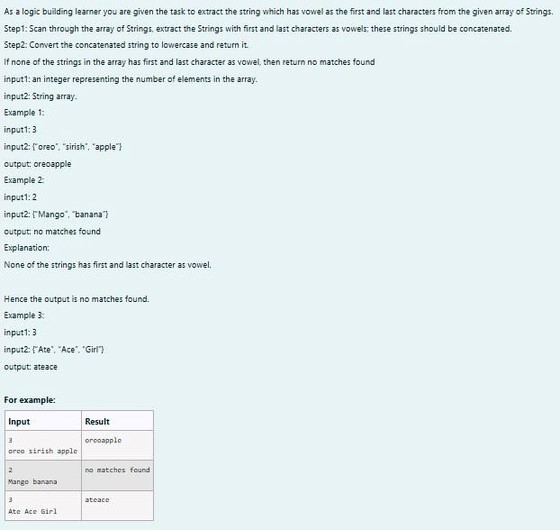 As a logic building learner you are given the task to extract the string which has vowel as the first and last characters from the given array of Strings.
Step1: Scan through the array of Strings, extract the Strings with first and last characters as vowels; these strings should be concatenated.
Step2: Convert the concatenated string to lowercase and return it.
If none of the strings in the array has first and last character as vowel, then return no matches found
input1: an integer representing the number of elements in the array.
input2: String array.
Example 1:
input1: 3
input2: {"oreo", "sirish", "apple"}
output: oreoapple
Example 2:
input1: 2
input2: {"Mango", "banana"}
output: no matches found
Explanation:
None of the strings has first and last character as vowel.
Hence the output is no matches found.
Example 3:
input1: 3
input2: {"Ate", "Ace", "Girl"}
output: ateace
For example:
Input Result
3 oreoapple
oreo sirish apple
2 no matches found
Mango banana
3 ateace
Ate Ace Girl